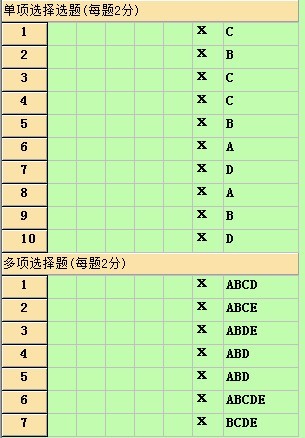 单项选择选题(每题2分)
1 X C
2 X B
3 X C
4 X C
5 X B
6 X A
7 X D
8 X A
9 X B
10 X D
多项选择题(每题2分)
1 X ABCD
2 X ABCE
3 X ABDE
4 X ABD
5 X ABD
6 X ABCDE
7 X BCDE